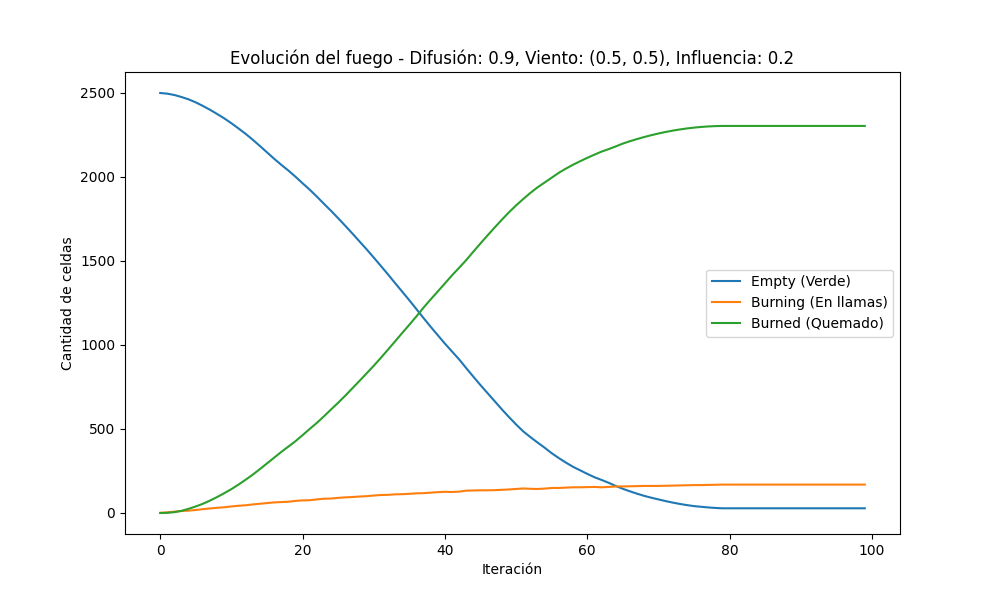 Evolución del fuego - Difusión: 0.9, Viento: (0.5, 0.5), Influencia: 0.2
Cantidad de celdas
2500
2000
1500
1000
500
0
Empty (Verde)
Burning (En llamas)
Burned (Quemado)
0
20
40
60
80
100
Iteración